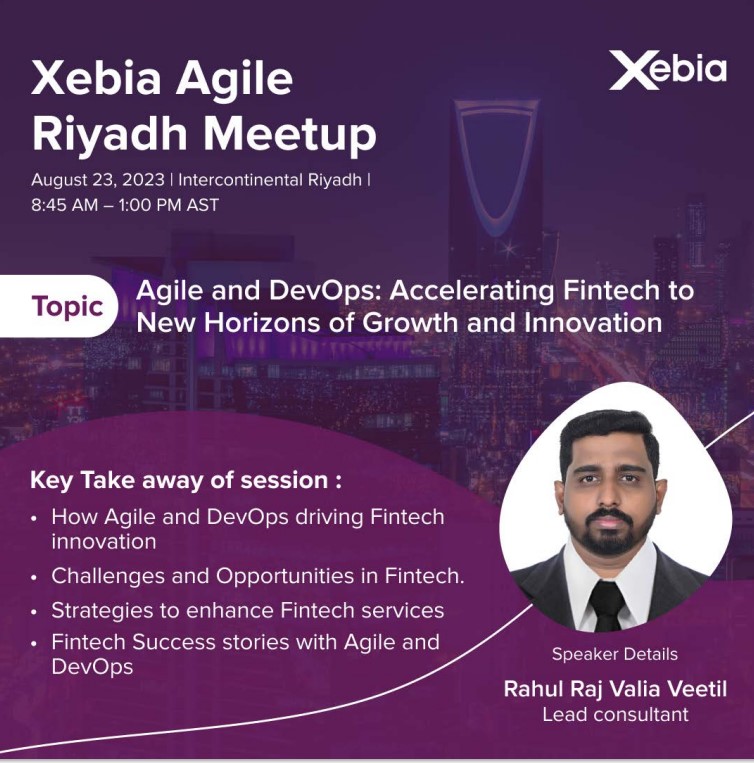 Xebia Agile
Xebia
Riyadh Meetup
August 23, 2023 | Intercontinental Riyadh |
8:45 AM – 1:00 PM AST
Topic
Agile and DevOps: Accelerating Fintech to
New Horizons of Growth and Innovation
Key Take away of session :
• How Agile and DevOps driving Fintech
innovation
• Challenges and Opportunities in Fintech.
• Strategies to enhance Fintech services
• Fintech Success stories with Agile and
DevOps
Speaker Details
Rahul Raj Valia Veetil
Lead consultant